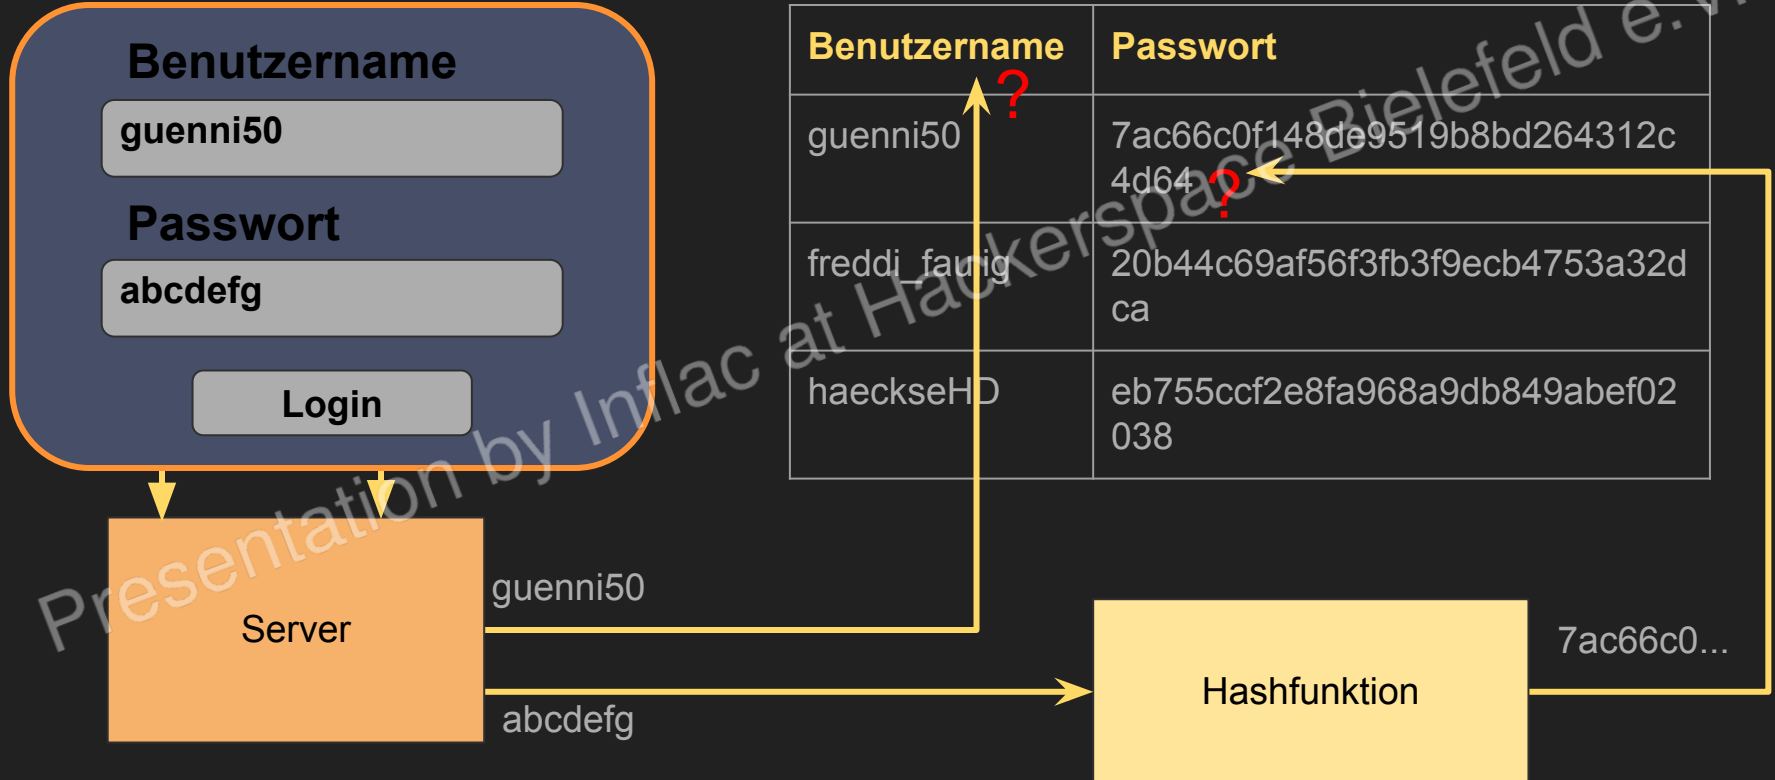 Benutzername
guenni50
Passwort
abcdefg
Login
Benutzername Passwort
?
guenni50 7ac66c0f148de9519b8bd264312c
4d64 ?
freddi_faurig 20b44c69af56f3fb3f9ecb4753a32d
ca
haeckseHD eb755ccf2e8fa968a9db849abef02
038
Server
guenni50
abcdefg
Hashfunktion
7ac66c0...
Presentation by Inflac at Hackerspace Bielefeld e.V.